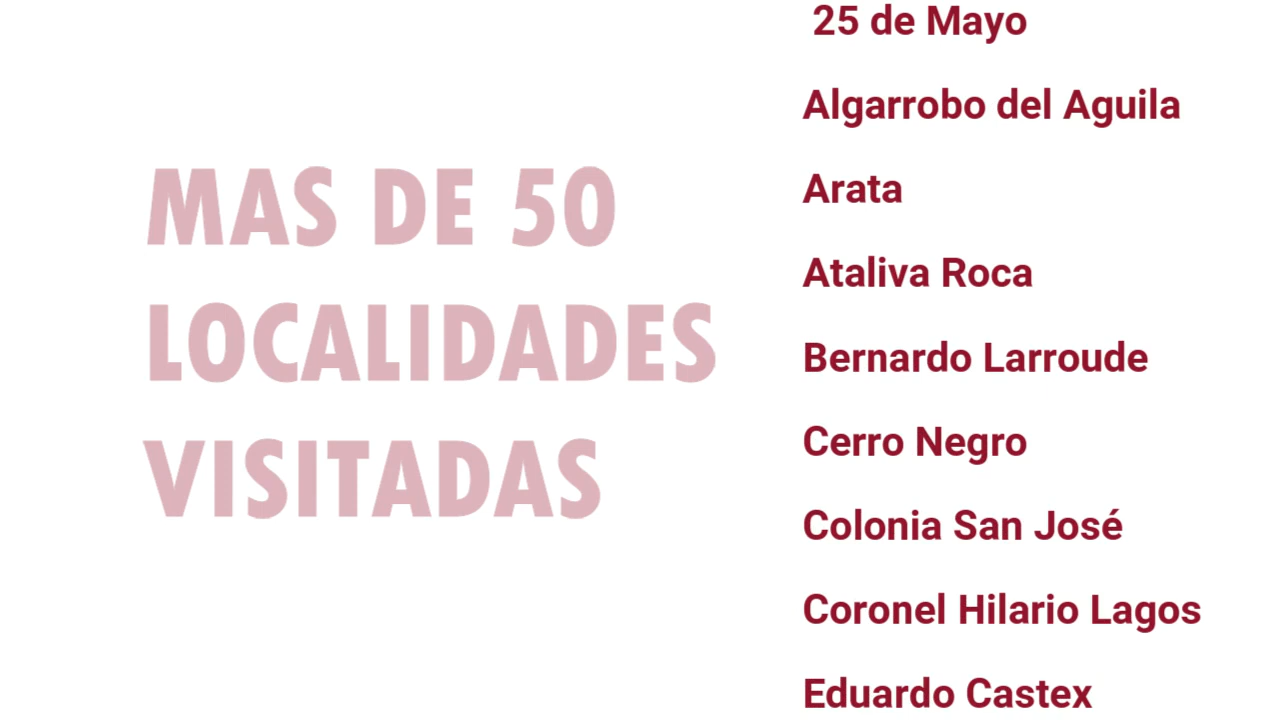 MAS DE 50
LOCALIDADES
VISITADAS
25 de Mayo
Algarrobo del Aguila
Arata
Ataliva Roca
Bernardo Larroude
Cerro Negro
Colonia San José
Coronel Hilario Lagos
Eduardo Castex